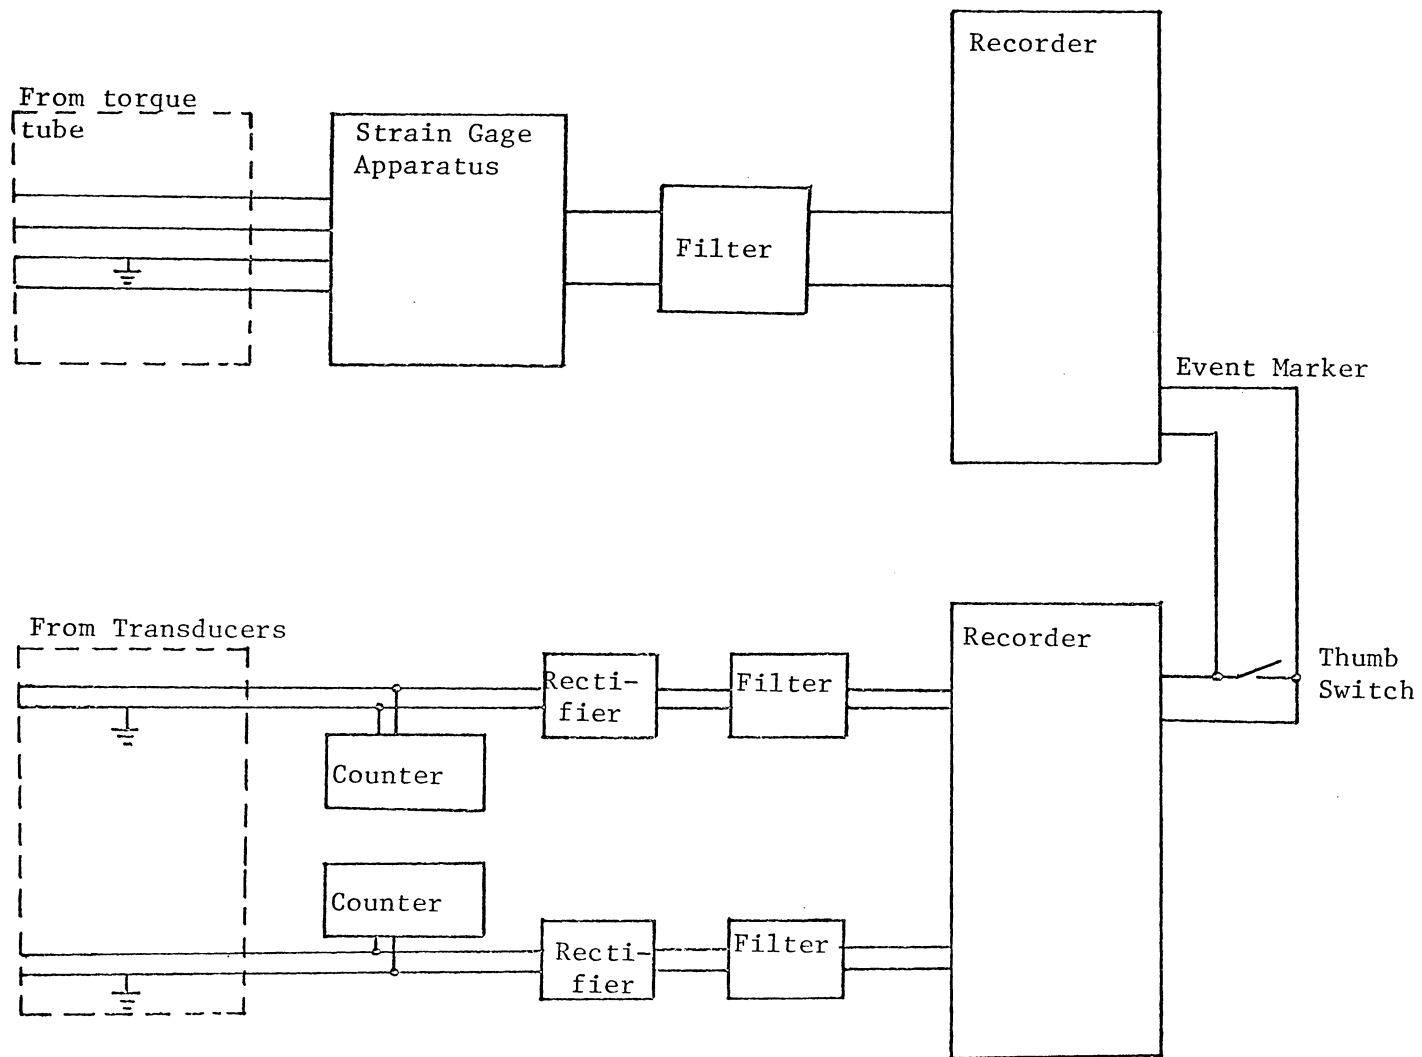 Recorder
From torque
tube
Strain Gage
Apparatus
Filter
Event Marker
From Transducers
Recti-
fier
Filter
Recorder
Thumb
Switch
Counter
Counter
Recti-
fier
Filter